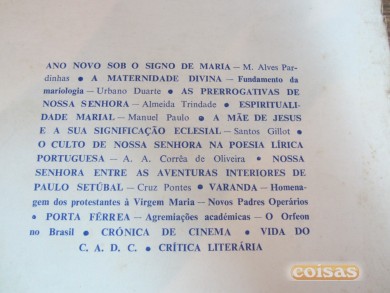 ANO NOVO SOB O SIGNO DE MARIA — M. Alves Par-
dinhas ● A MATERNIDADE DIVINA — Fundamento da
mariologia — Urbano Duarte ● AS PRERROGATIVAS DE
NOSSA SENHORA — Almeida Trindade ● ESPIRITUALI-
DADE MARIAL — Manuel Paulo ● A MÃE DE JESUS
E A SUA SIGNIFICAÇÃO ECLESIAL — Santos Gillot ●
O CULTO DE NOSSA SENHORA NA POESIA LÍRICA
PORTUGUESA — A. A. Corrêa de Oliveira ● NOSSA
SENHORA ENTRE AS AVENTURAS INTERIORES DE
PAULO SETÚBAL — Cruz Pontes ● VARANDA — Homena-
gem dos protestantes à Virgem Maria — Novos Padres Operários
● PORTA FÉRREA — Agremiações académicas — O Orfeon
no Brasil ● CRÓNICA DE CINEMA ● VIDA DO
C. A. D. C. ● CRÍTICA LITERÁRIA
coisas